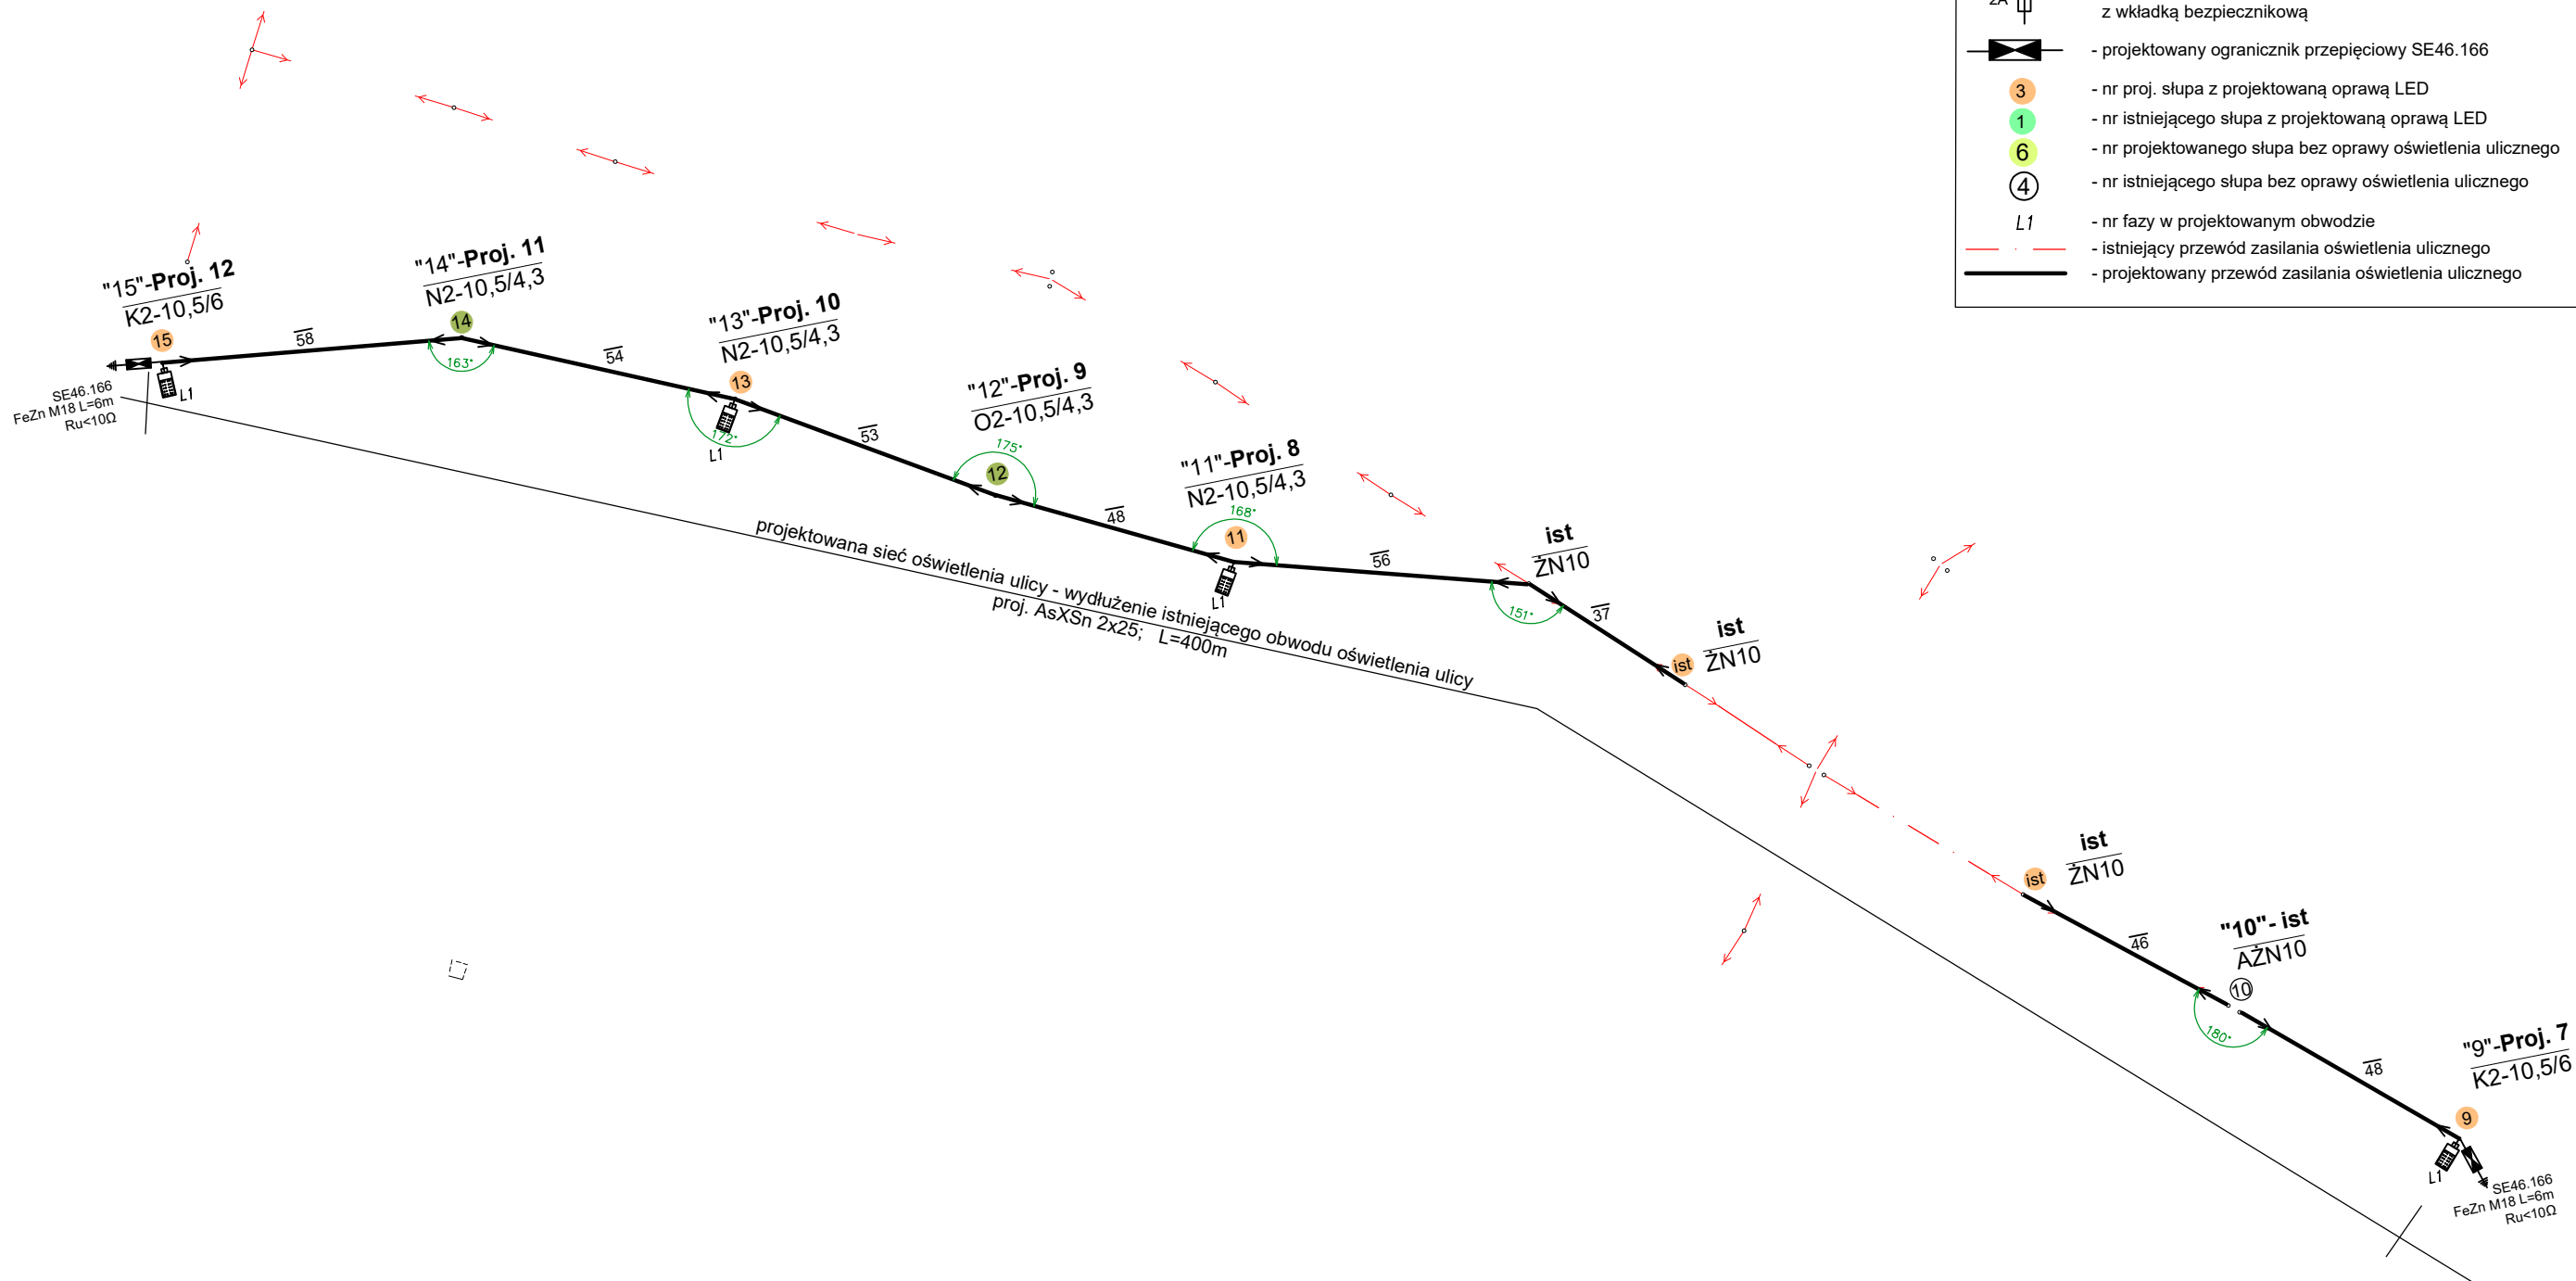 2A
z wkładką bezpiecznikową
- projektowany ogranicznik przepięciowy SE46.166
3 - nr proj. słupa z projektowaną oprawą LED
1 - nr istniejącego słupa z projektowaną oprawą LED
6 - nr projektowanego słupa bez oprawy oświetlenia ulicznego
4 - nr istniejącego słupa bez oprawy oświetlenia ulicznego
L1 - nr fazy w projektowanym obwodzie
- istniejący przewód zasilania oświetlenia ulicznego
- projektowany przewód zasilania oświetlenia ulicznego
"15"-Proj. 12
K2-10,5/6
15
L1
SE46.166
FeZn M18 L=6m
Ru<10Ω
58
"14"-Proj. 11
N2-10,5/4,3
14
163°
54
"13"-Proj. 10
N2-10,5/4,3
13
172°
L1
53
"12"-Proj. 9
O2-10,5/4,3
175°
12
48
"11"-Proj. 8
N2-10,5/4,3
168°
11
L1
56
ist
ŻN10
151°
37
ist
ŻN10
ist
projektowana sieć oświetlenia ulicy - wydłużenie istniejącego obwodu oświetlenia ulicy
proj. AsXSn 2x25; L=400m
ist
ŻN10
ist
46
"10"- ist
AŻN10
10
180°
48
"9"-Proj. 7
K2-10,5/6
9
L1
SE46.166
FeZn M18 L=6m
Ru<10Ω